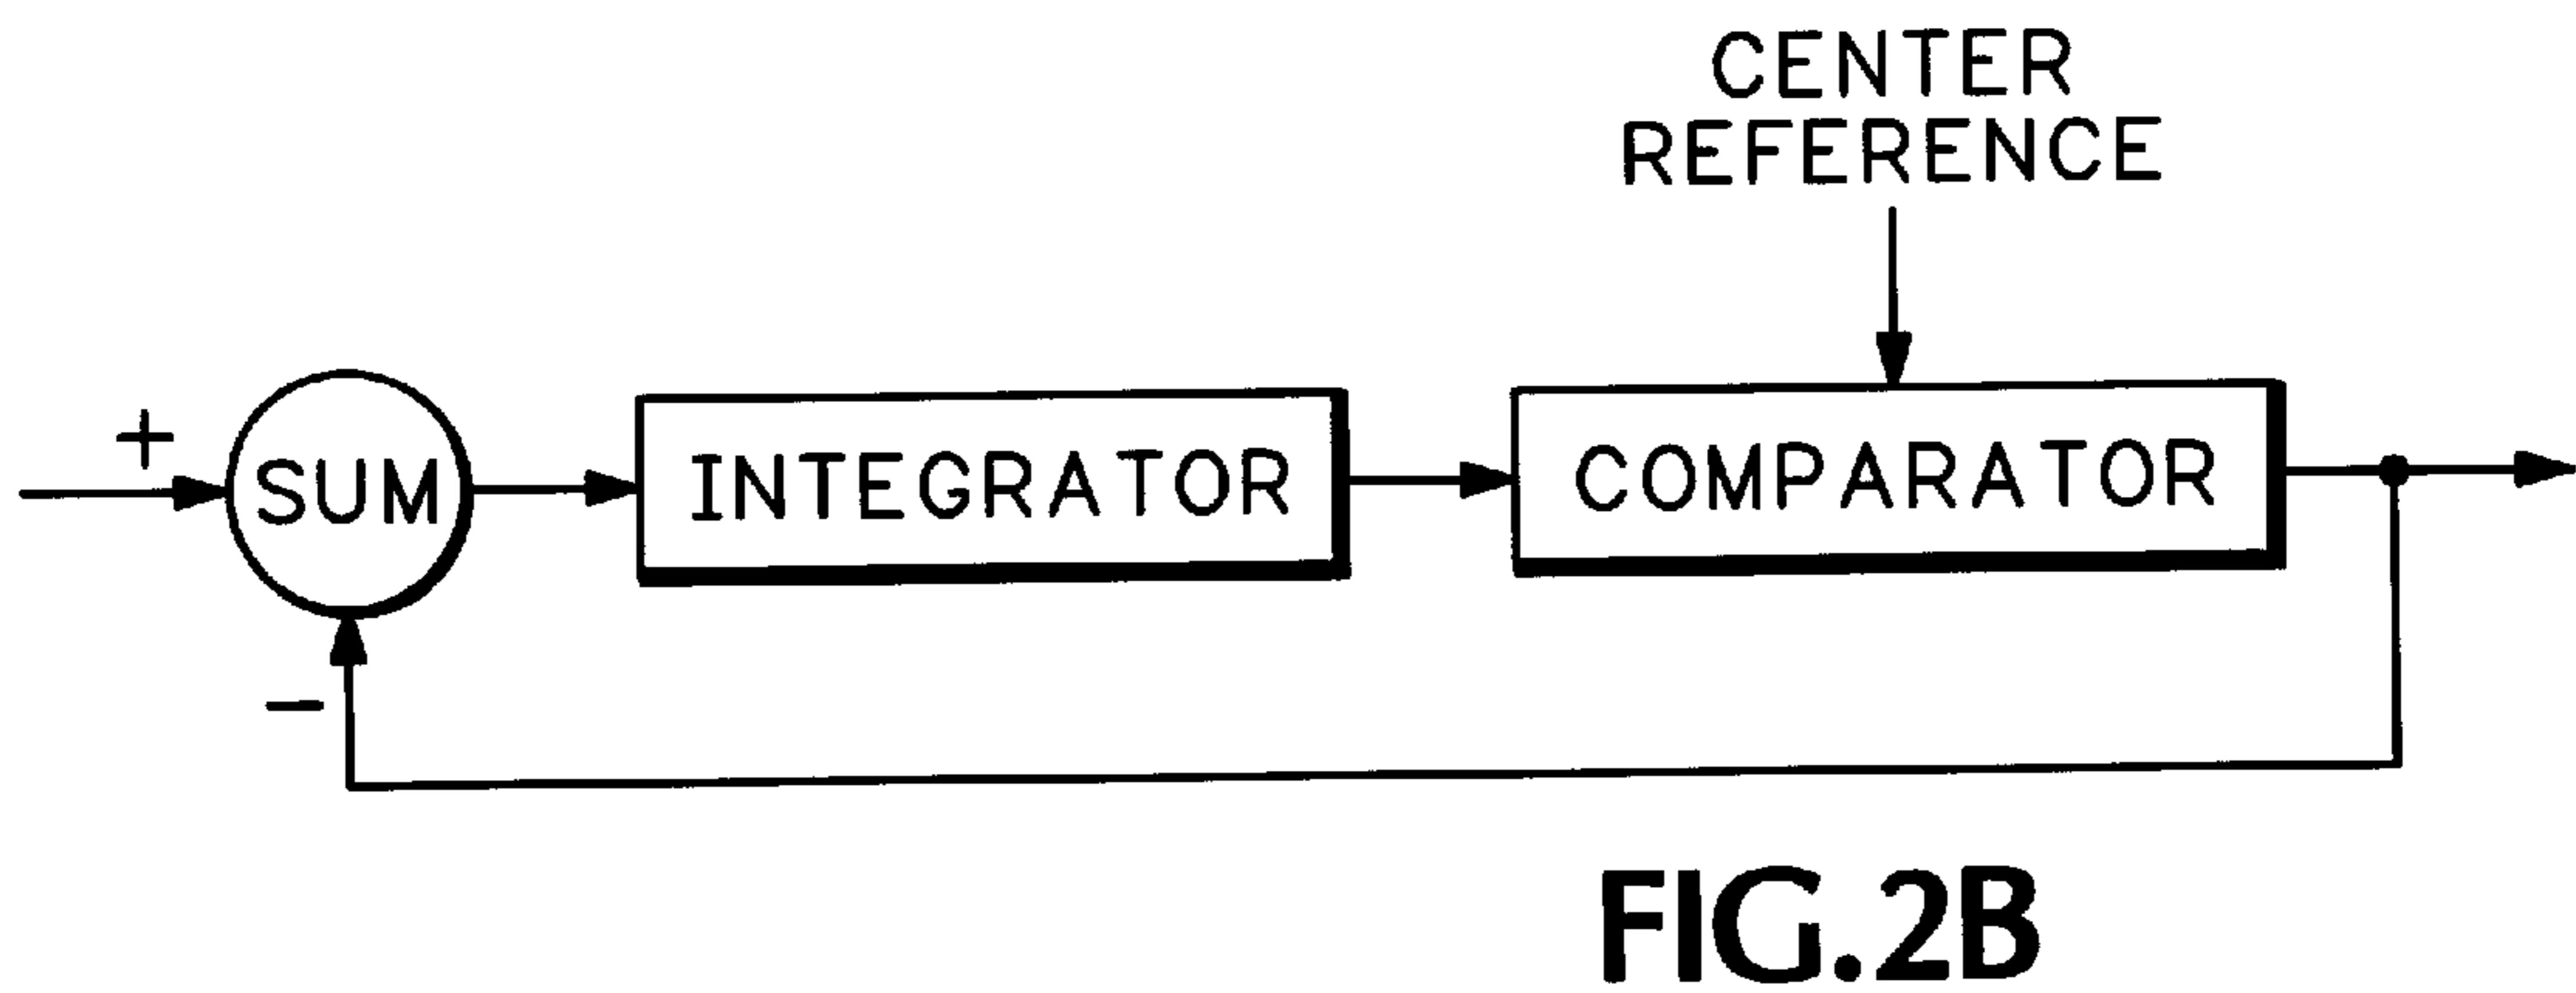 CENTER
REFERENCE
+
SUM
INTEGRATOR
COMPARATOR
−
FIG.2B